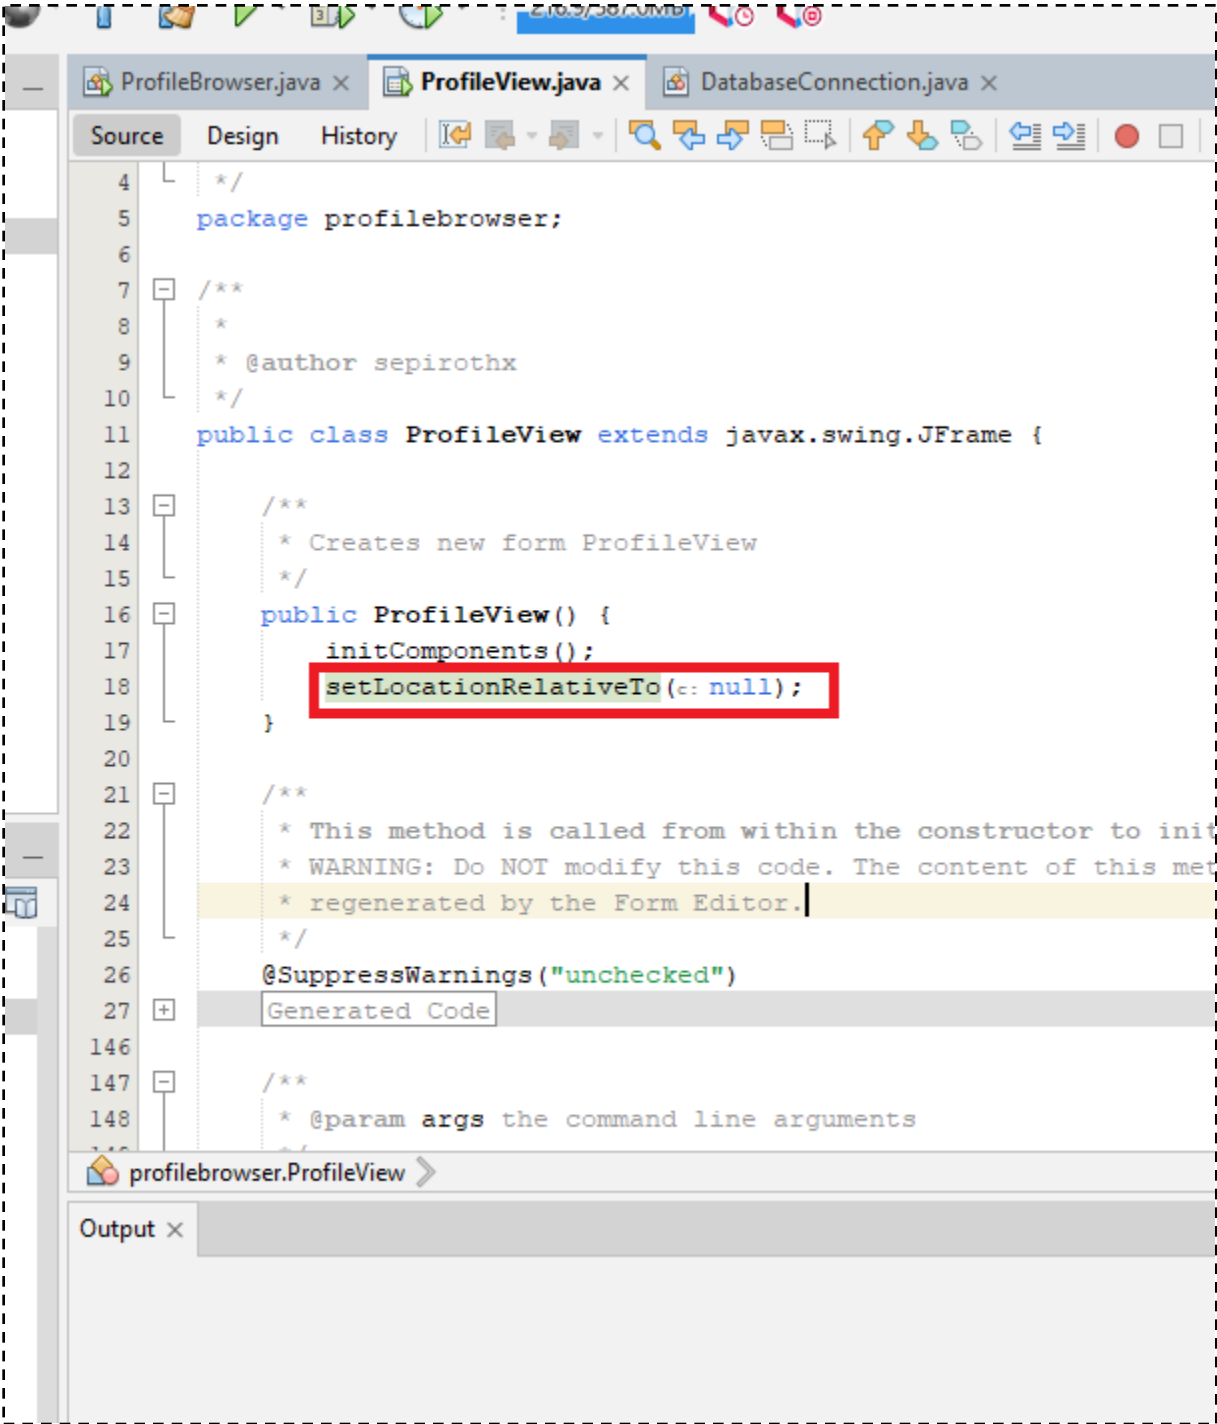 216.9/387.0MB
ProfileBrowser.java
ProfileView.java
DatabaseConnection.java
Source Design History
4 */
5 package profilebrowser;
6
7 /**
8 *
9 * @author sepirothx
10 */
11 public class ProfileView extends javax.swing.JFrame {
12
13 /**
14 * Creates new form ProfileView
15 */
16 public ProfileView() {
17 initComponents();
18 setLocationRelativeTo(c: null);
19 }
20
21 /**
22 * This method is called from within the constructor to init
23 * WARNING: Do NOT modify this code. The content of this met
24 * regenerated by the Form Editor.
25 */
26 @SuppressWarnings("unchecked")
27 Generated Code
146
147 /**
148 * @param args the command line arguments
profilebrowser.ProfileView
Output